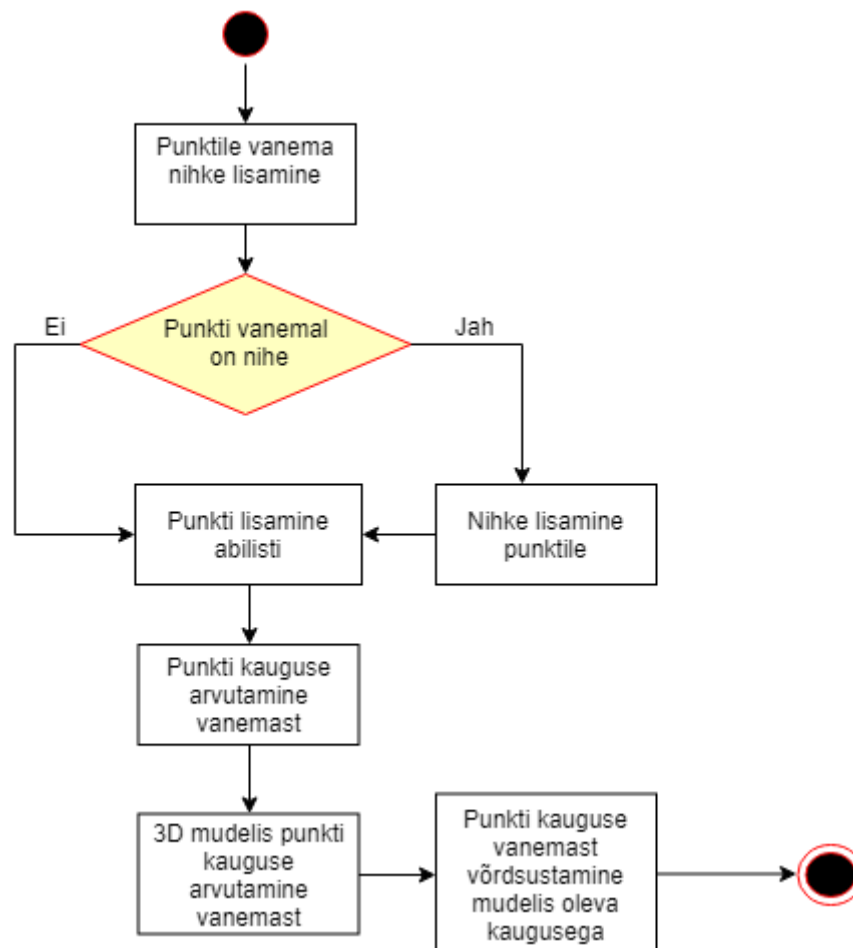 Punktile vanema
nihke lisamine
Ei
Punkti vanemal
on nihe
Jah
Punkti lisamine
abilisti
Nihke lisamine
punktile
Punkti kauguse
arvutamine
vanemast
3D mudelis punkti
kauguse
arvutamine
vanemast
Punkti kauguse
vanemast
võrdsustamine
mudelis oleva
kaugusega